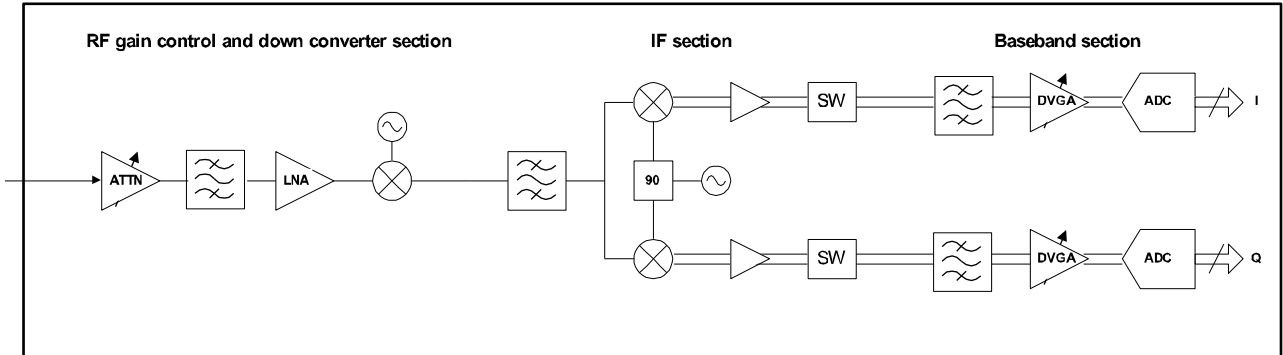 RF gain control and down converter section
IF section
Baseband section
SW
DVGA
ADC
I
ATTN
LNA
90
SW
DVGA
ADC
Q